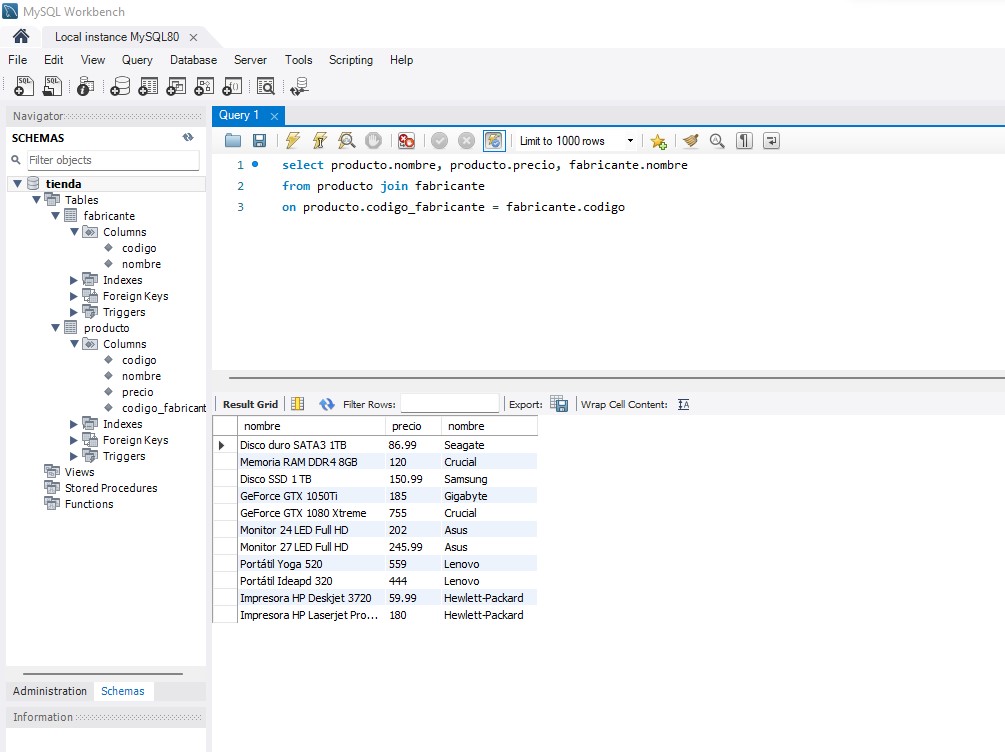 MySQL Workbench
Local instance MySQL80
File Edit View Query Database Server Tools Scripting Help
Navigator
SCHEMAS
Filter objects
tienda
Tables
fabricante
Columns
codigo
nombre
Indexes
Foreign Keys
Triggers
producto
Columns
codigo
nombre
precio
codigo_fabricant
Indexes
Foreign Keys
Triggers
Views
Stored Procedures
Functions
Administration Schemas
Information
Query 1
Limit to 1000 rows
1 select producto.nombre, producto.precio, fabricante.nombre
2 from producto join fabricante
3 on producto.codigo_fabricante = fabricante.codigo
Result Grid Filter Rows: Export: Wrap Cell Content:
nombre precio nombre
Disco duro SATA3 1TB 86.99 Seagate
Memoria RAM DDR4 8GB 120 Crucial
Disco SSD 1 TB 150.99 Samsung
GeForce GTX 1050Ti 185 Gigabyte
GeForce GTX 1080 Xtreme 755 Crucial
Monitor 24 LED Full HD 202 Asus
Monitor 27 LED Full HD 245.99 Asus
Portátil Yoga 520 559 Lenovo
Portátil Ideapd 320 444 Lenovo
Impresora HP Deskjet 3720 59.99 Hewlett-Packard
Impresora HP Laserjet Pro... 180 Hewlett-Packard